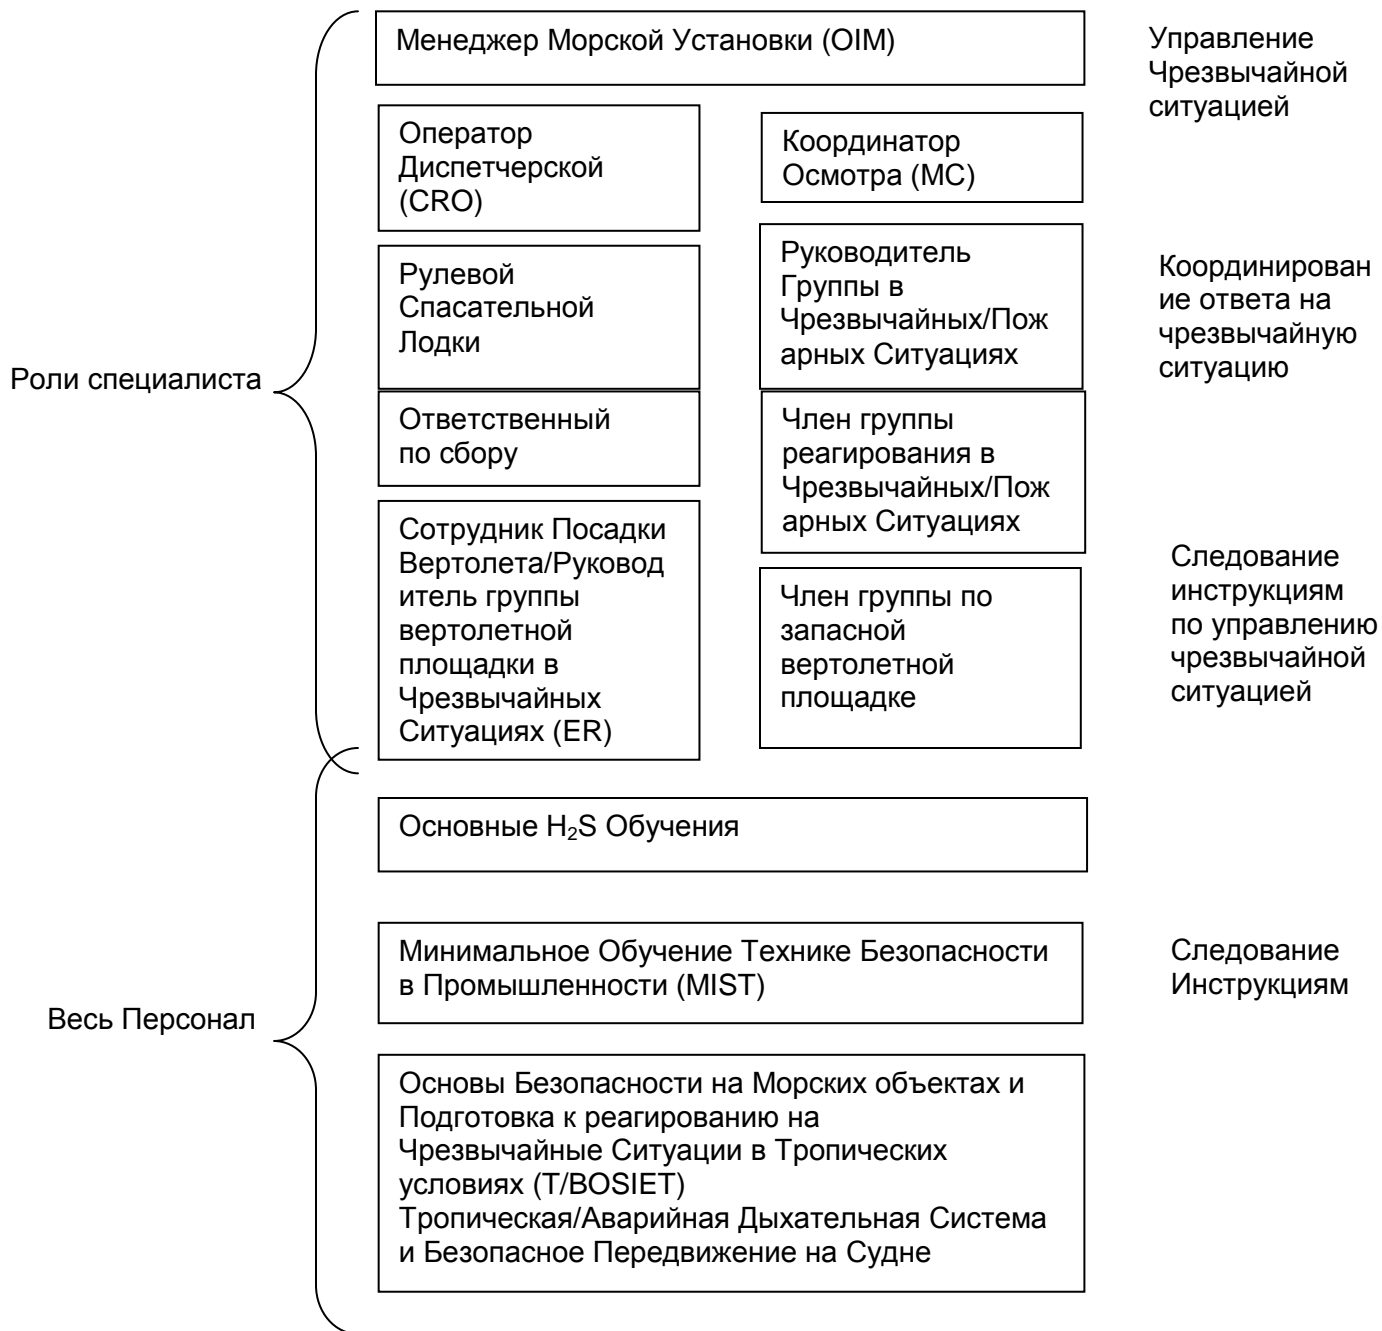 Менеджер Морской Установки (OIM)
Управление
Чрезвычайной
ситуацией
Оператор
Диспетчерской
(CRO)
Координатор
Осмотра (MC)
Рулевой
Спасательной
Лодки
Руководитель
Группы в
Чрезвычайных/Пож
арных Ситуациях
Координирован
ие ответа на
чрезвычайную
ситуацию
Роли специалиста
Ответственный
по сбору
Член группы
реагирования в
Чрезвычайных/Пож
арных Ситуациях
Сотрудник Посадки
Вертолета/Руковод
итель группы
вертолетной
площадки в
Чрезвычайных
Ситуациях (ER)
Член группы по
запасной
вертолетной
площадке
Следование
инструкциям
по управлению
чрезвычайной
ситуацией
Основные H₂S Обучения
Минимальное Обучение Технике Безопасности
в Промышленности (MIST)
Следование
Инструкциям
Весь Персонал
Основы Безопасности на Морских объектах и
Подготовка к реагированию на
Чрезвычайные Ситуации в Тропических
условиях (T/BOSIET)
Тропическая/Аварийная Дыхательная Система
и Безопасное Передвижение на Судне